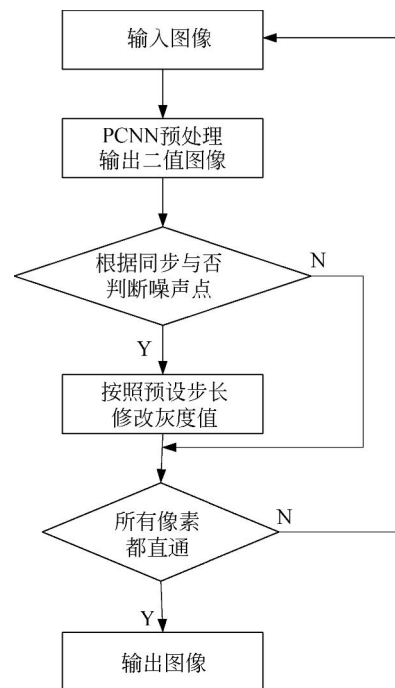 输入图像
PCNN预处理
输出二值图像
根据同步与否
判断噪声点
N
Y
按照预设步长
修改灰度值
所有像素
都直通
N
Y
输出图像